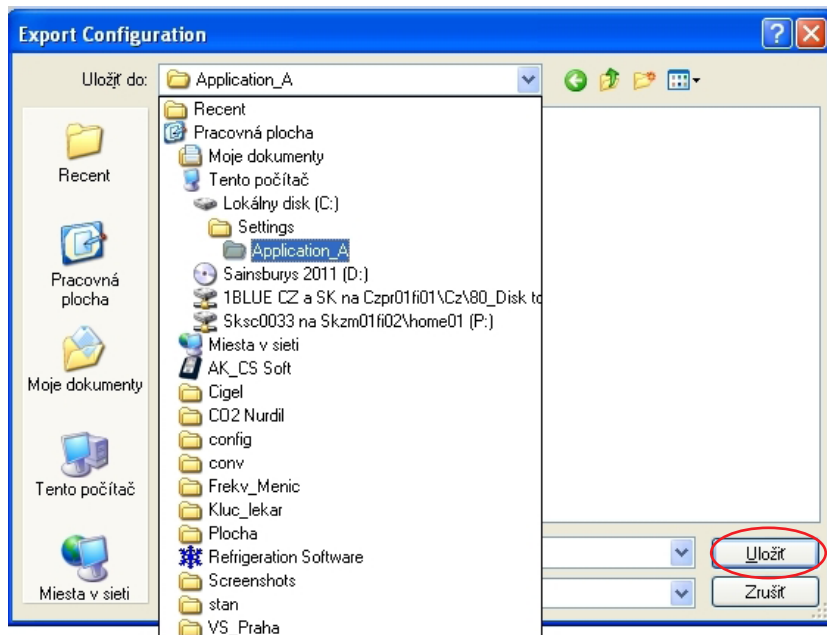 Export Configuration
Uložiť do:
Application_A
Recent
Pracovná plocha
Moje dokumenty
Tento počítač
Lokálny disk (C:)
Settings
Application_A
Sainsburys 2011 (D:)
1BLUE CZ a SK na Czpr01fi01\Cz\80_Disk to
Sksc0033 na Skzm01fi02\home01 (P:)
Miesta v sieti
AK_CS Soft
Cigel
CO2 Nurdil
config
conv
Frekv_Menic
Kluc_lekar
Plocha
Refrigeration Software
Screenshots
stan
VS_Praha
Recent
Pracovná
plocha
Moje dokumenty
Tento počítač
Miesta v sieti
Uložiť
Zrušiť